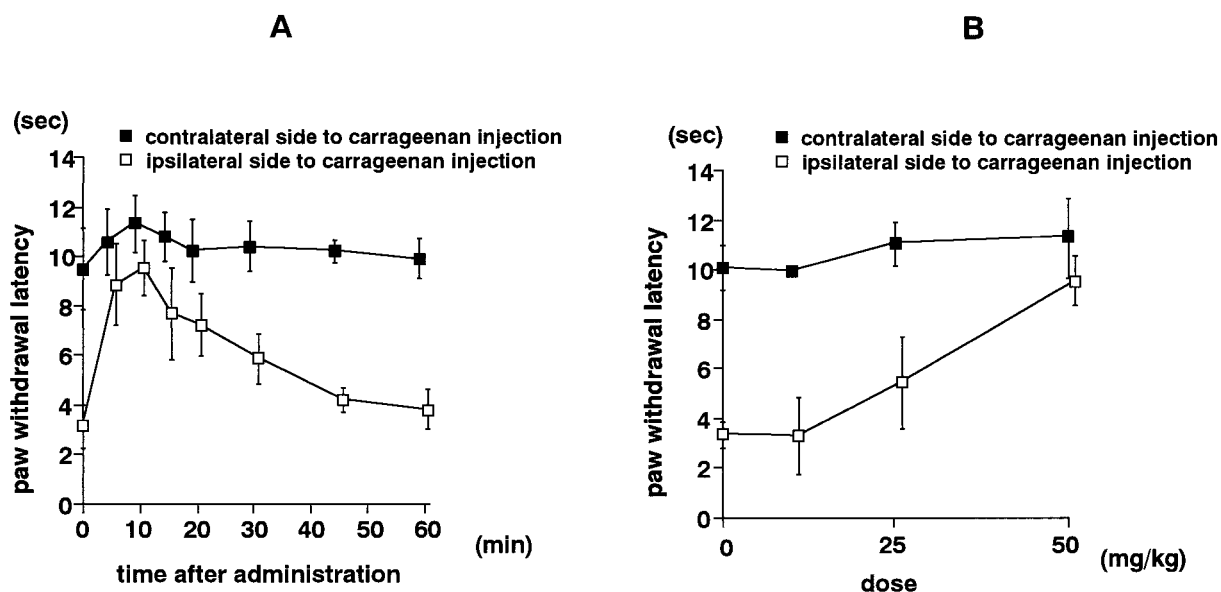 A
(sec)
contralateral side to carrageenan injection
ipsilateral side to carrageenan injection
14
12
10
8
6
4
2
0
paw withdrawal latency
0 10 20 30 40 50 60
(min)
time after administration
B
(sec)
contralateral side to carrageenan injection
ipsilateral side to carrageenan injection
14
12
10
8
6
4
2
0
paw withdrawal latency
0 25 50
(mg/kg)
dose